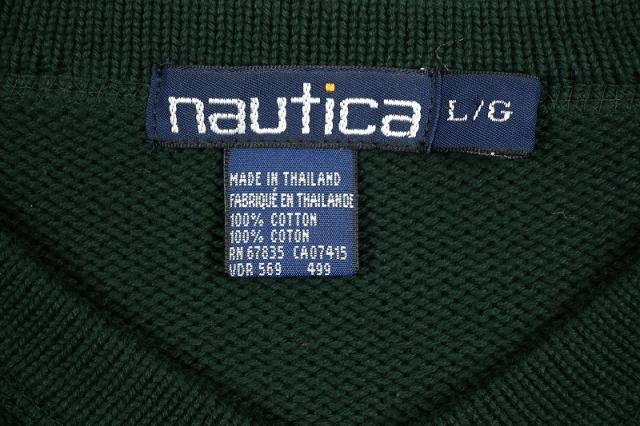 nautica
L/G
MADE IN THAILAND
FABRIQUÉ EN THAILANDE
100% COTTON
100% COTON
RN 67835 CA07415
VDR 569 499